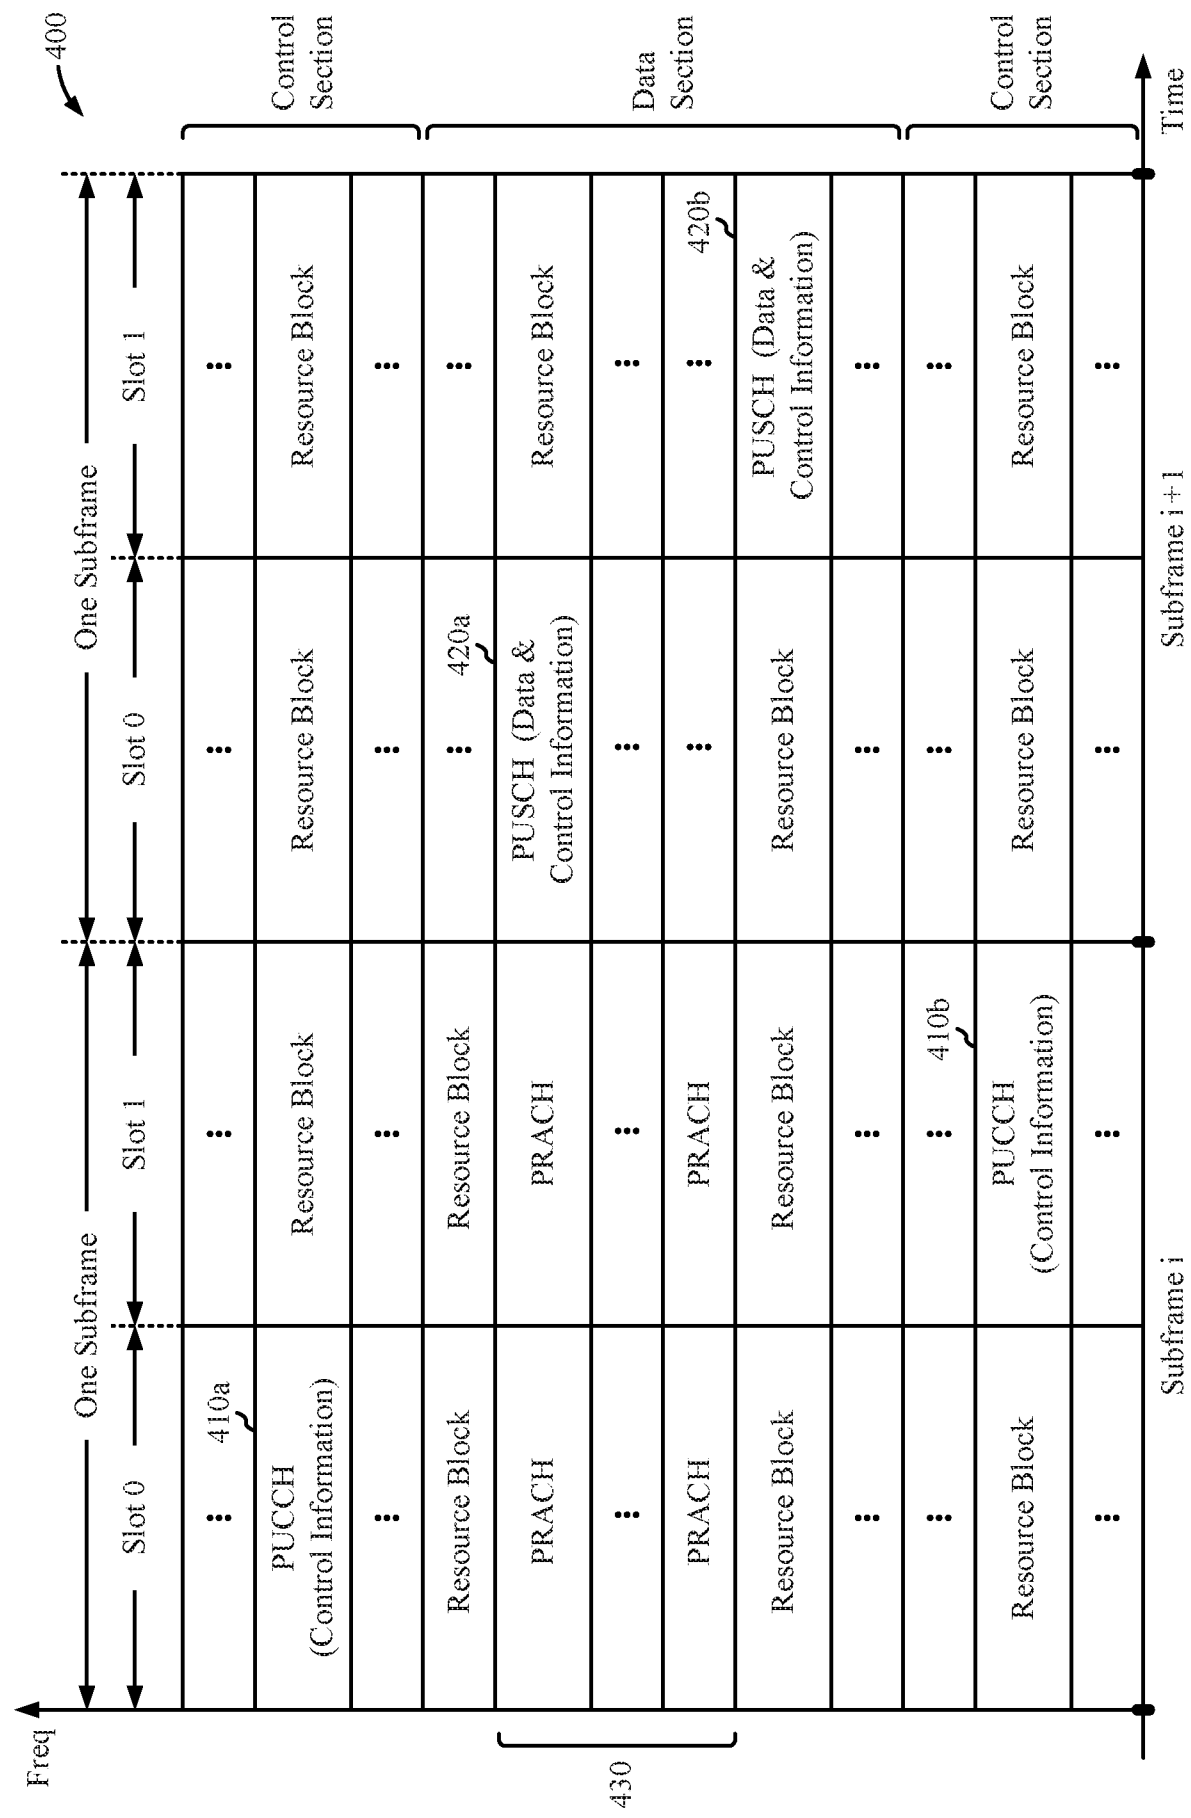 400
Freq
One Subframe
One Subframe
Slot 0
Slot 1
Slot 0
Slot 1
...
...
...
...
410a
PUCCH
(Control Information)
Resource Block
Resource Block
Resource Block
Control
Section
...
...
...
...
Resource Block
Resource Block
...
...
420a
430
PRACH
PRACH
PUSCH (Data &
Control Information)
Resource Block
...
...
...
...
Data
Section
PRACH
PRACH
...
...
420b
Resource Block
Resource Block
Resource Block
PUSCH (Data &
Control Information)
...
...
...
...
...
...
410b
...
...
Resource Block
PUCCH
(Control Information)
Resource Block
Resource Block
Control
Section
...
...
...
...
Subframe i
Subframe i+1
Time